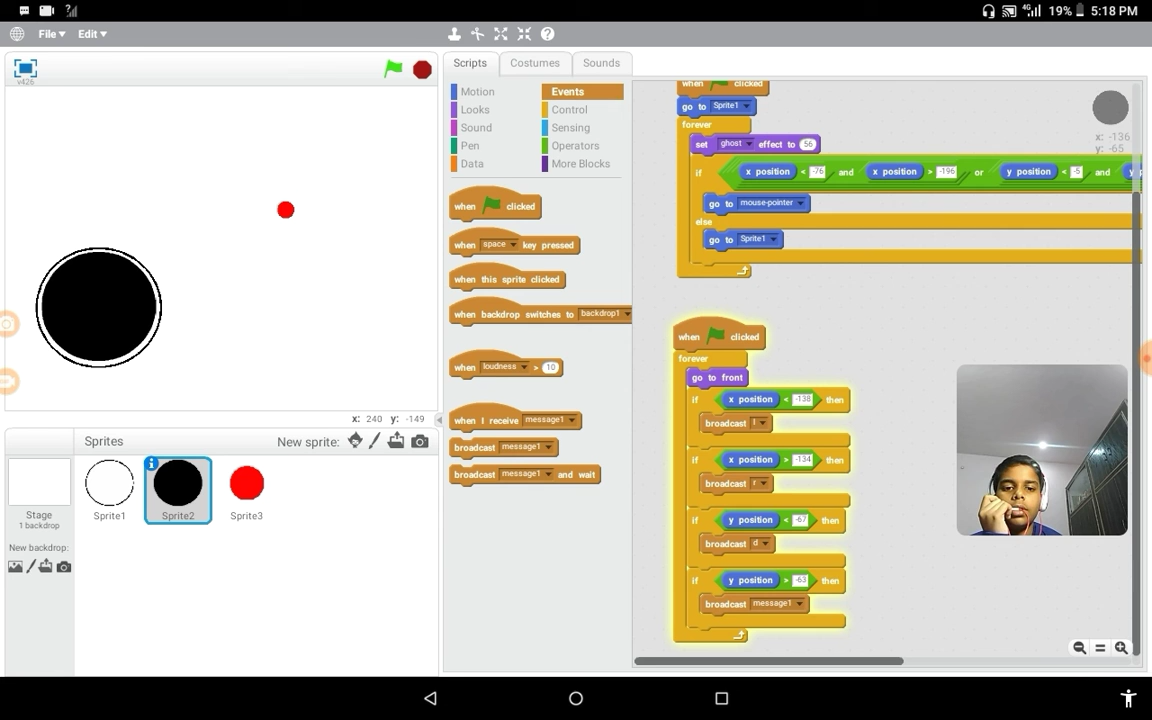 4G 19% 5:18 PM
File Edit
v426
x: 240 y: -149
Sprites New sprite:
Stage
1 backdrop
New backdrop:
Sprite1
Sprite2
Sprite3
Scripts Costumes Sounds
Motion Events
Looks Control
Sound Sensing
Pen Operators
Data More Blocks
when clicked
when space key pressed
when this sprite clicked
when backdrop switches to backdrop1
when loudness > 10
when I receive message1
broadcast message1
broadcast message1 and wait
when clicked
go to Sprite1
forever
set ghost effect to 56
if x position < -76 and x position > -196 or y position < -5 and
go to mouse-pointer
else
go to Sprite1
x: -136
y: -65
when clicked
forever
go to front
if x position < -138 then
broadcast l
if x position > -134 then
broadcast r
if y position < -67 then
broadcast d
if y position > -63 then
broadcast message1